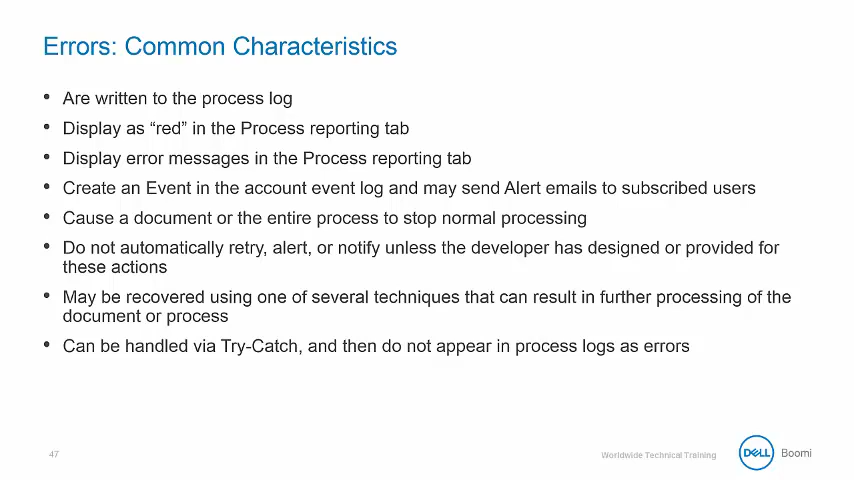 Errors: Common Characteristics
• Are written to the process log
• Display as “red” in the Process reporting tab
• Display error messages in the Process reporting tab
• Create an Event in the account event log and may send Alert emails to subscribed users
• Cause a document or the entire process to stop normal processing
• Do not automatically retry, alert, or notify unless the developer has designed or provided for
these actions
• May be recovered using one of several techniques that can result in further processing of the
document or process
• Can be handled via Try-Catch, and then do not appear in process logs as errors
47
Worldwide Technical Training
DELL Boomi